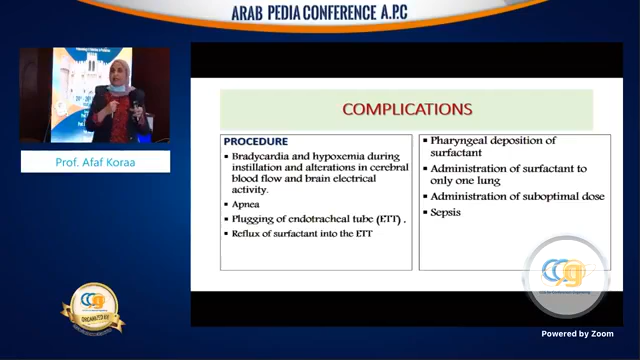 ARAB PEDIA CONFERENCE A.P.C
Prof. Afaf Koraa
COMPLICATIONS
PROCEDURE
▪ Bradycardia and hypoxemia during
instillation and alterations in cerebral
blood flow and brain electrical
activity.
▪ Apnea
▪ Plugging of endotracheal tube (ETT) .
▪ Reflux of surfactant into the ETT
▪ Pharyngeal deposition of
surfactant
▪ Administration of surfactant to
only one lung
▪ Administration of suboptimal dose
▪ Sepsis
ORGANIZED BY
Powered by Zoom